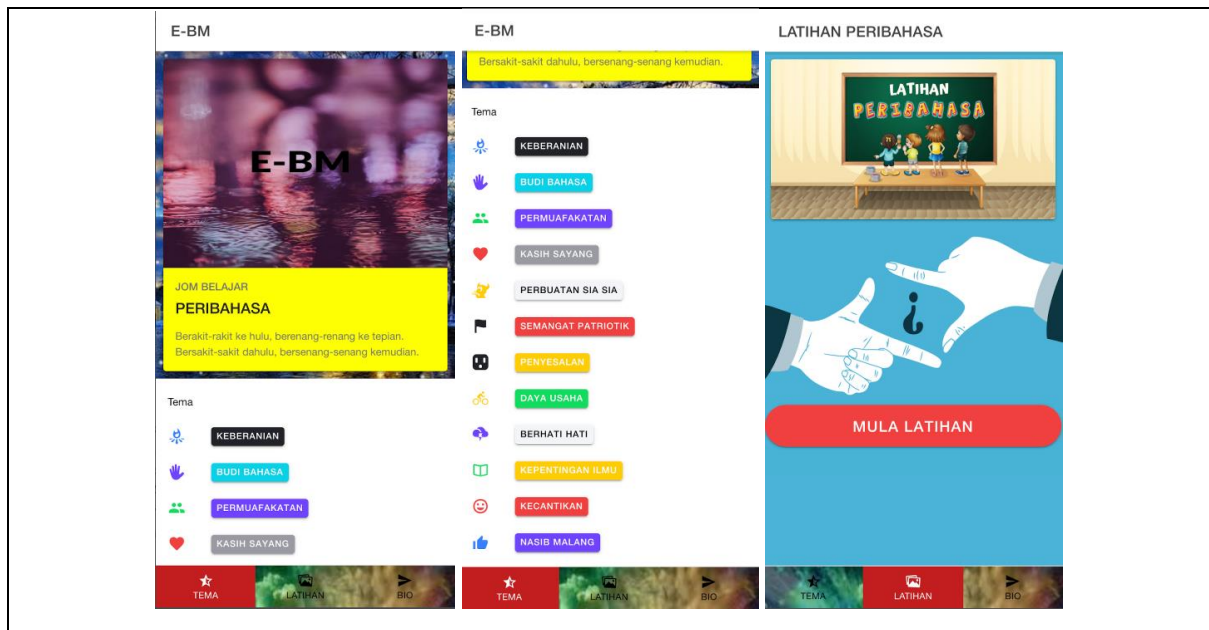 E-BM
E-BM
JOM BELAJAR
PERIBAHASA
Berakit-rakit ke hulu, berenang-renang ke tepian.
Bersakit-sakit dahulu, bersenang-senang kemudian.
Tema
KEBERANIAN
BUDI BAHASA
PERMUAFAKATAN
KASIH SAYANG
TEMA
LATIHAN
BIO
E-BM
Bersakit-sakit dahulu, bersenang-senang kemudian.
Tema
KEBERANIAN
BUDI BAHASA
PERMUAFAKATAN
KASIH SAYANG
PERBUATAN SIA SIA
SEMANGAT PATRIOTIK
PENYESALAN
DAYA USAHA
BERHATI HATI
KEPENTINGAN ILMU
KECANTIKAN
NASIB MALANG
TEMA
LATIHAN
BIO
LATIHAN PERIBAHASA
LATIHAN
PERIBAHASA
¿
MULA LATIHAN
TEMA
LATIHAN
BIO